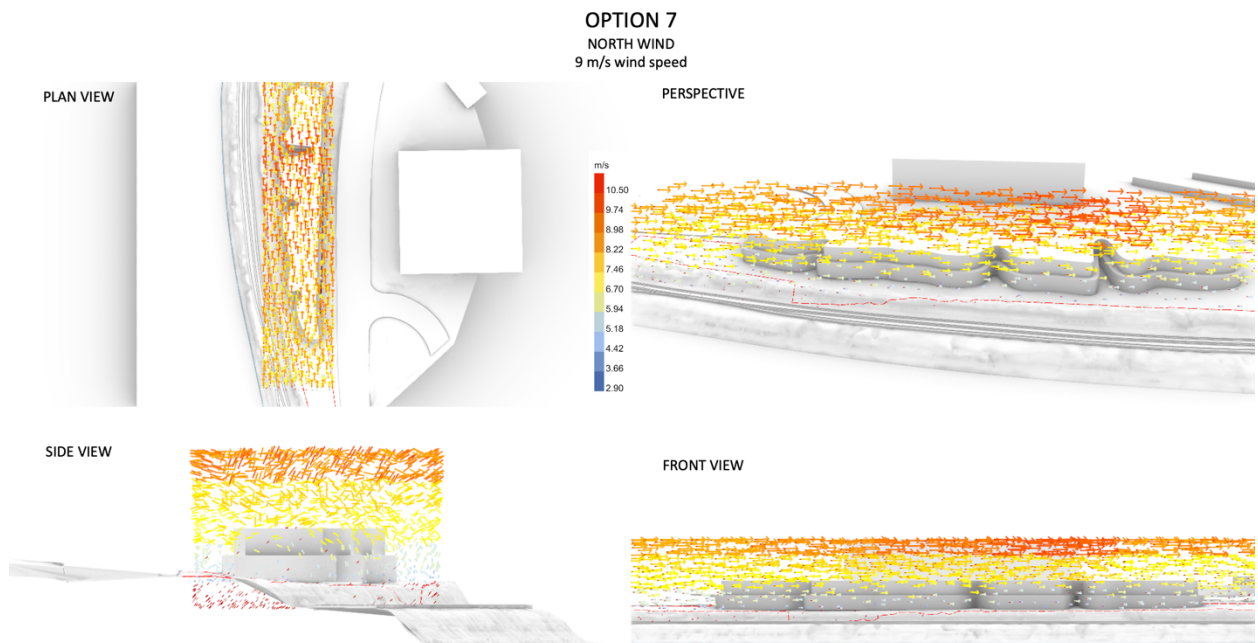 OPTION 7
NORTH WIND
9 m/s wind speed
PLAN VIEW
PERSPECTIVE
m/s
10.50
9.74
8.98
8.22
7.46
6.70
5.94
5.18
4.42
3.66
2.90
SIDE VIEW
FRONT VIEW